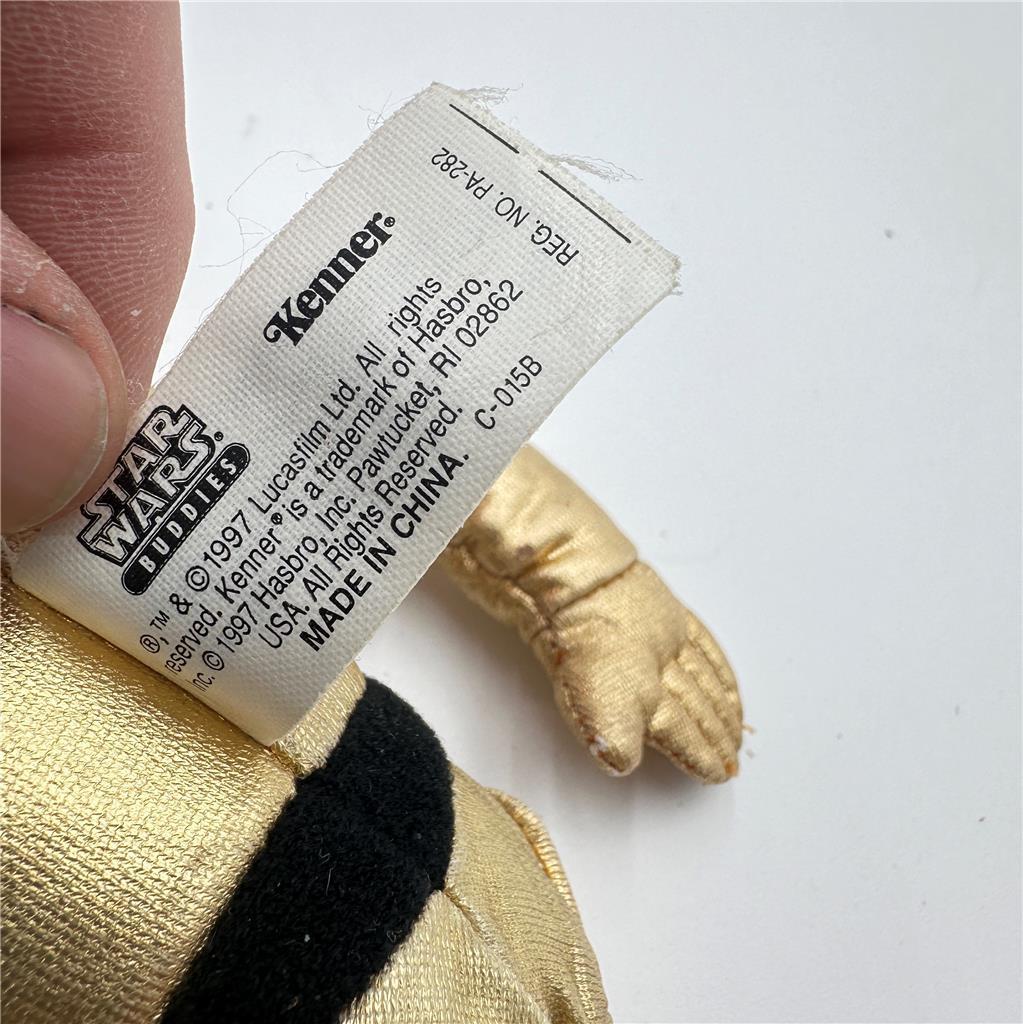 STAR
WARS®
BUDDIES
Kenner®
®,™ & ©1997 Lucasfilm Ltd. All rights
reserved. Kenner® is a trademark of Hasbro,
Inc. © 1997 Hasbro, Inc. Pawtucket, RI 02862
USA. All Rights Reserved.
MADE IN CHINA.
C-015B
REG. NO. PA-282